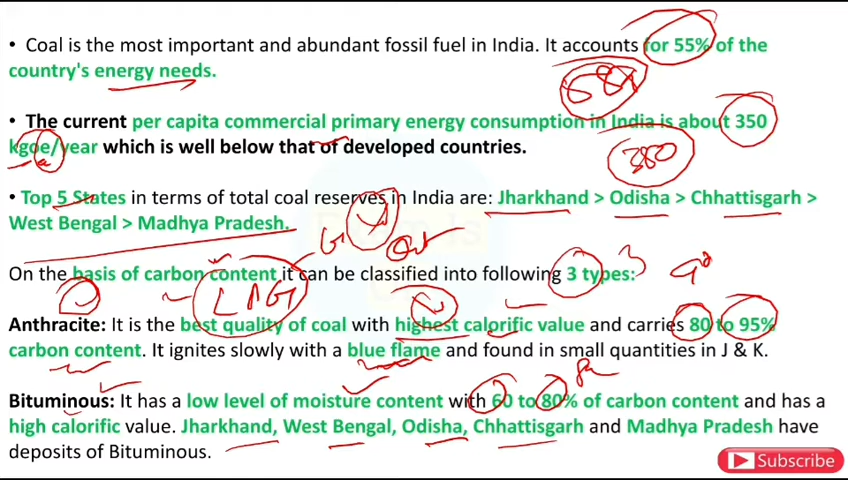 • Coal is the most important and abundant fossil fuel in India. It accounts for 55% of the
country's energy needs.
• The current per capita commercial primary energy consumption in India is about 350
kgoe/year which is well below that of developed countries.
380
• Top 5 States in terms of total coal reserves in India are: Jharkhand > Odisha > Chhattisgarh >
West Bengal > Madhya Pradesh.
On the basis of carbon content it can be classified into following 3 types:
Anthracite: It is the best quality of coal with highest calorific value and carries 80 to 95%
carbon content. It ignites slowly with a blue flame and found in small quantities in J & K.
Bituminous: It has a low level of moisture content with 60 to 80% of carbon content and has a
high calorific value. Jharkhand, West Bengal, Odisha, Chhattisgarh and Madhya Pradesh have
deposits of Bituminous.
Subscribe